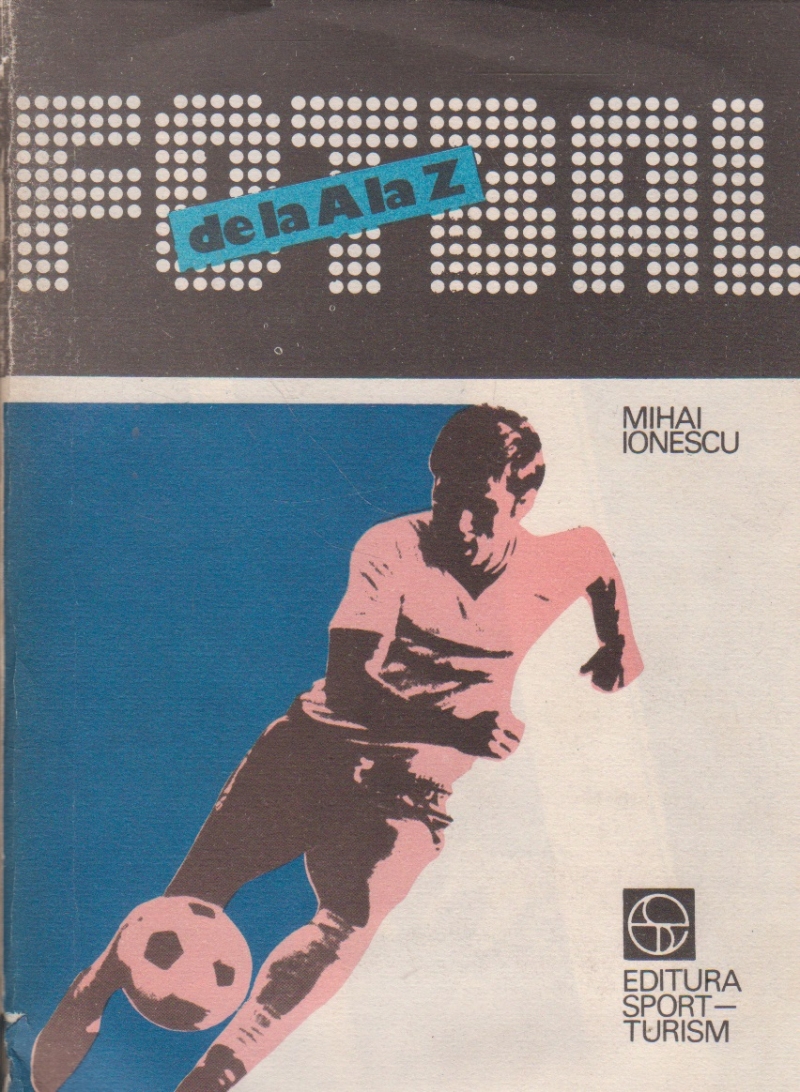 FOTBAL
de la A la Z
MIHAI
IONESCU
EDITURA
SPORT—
TURISM